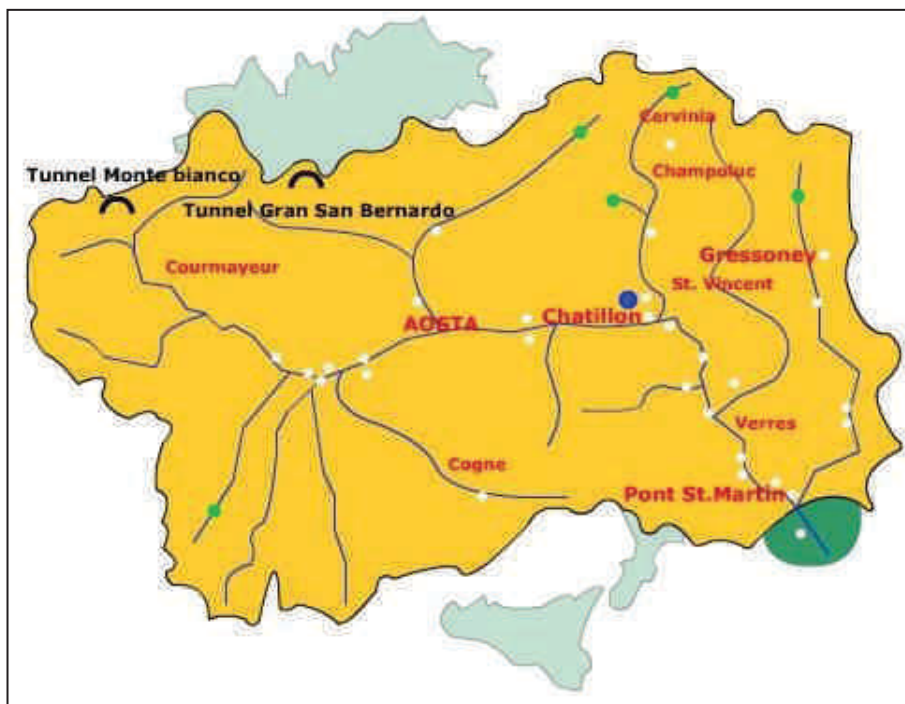 Cervinia
Tunnel Monte bianco
Champoluc
Tunnel Gran San Bernardo
Courmayeur
Gressoney
St. Vincent
AOSTA
Chatillon
Verres
Cogne
Pont St.Martin